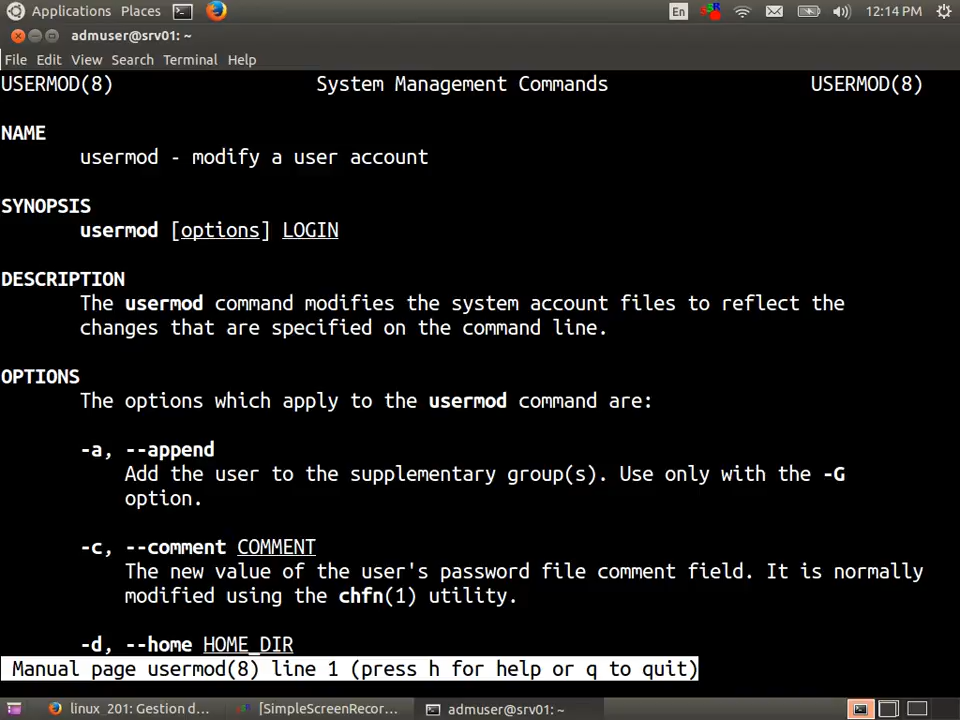 Applications Places En 12:14 PM
admuser@srv01: ~
File Edit View Search Terminal Help
USERMOD(8) System Management Commands USERMOD(8)
NAME
usermod - modify a user account
SYNOPSIS
usermod [options] LOGIN
DESCRIPTION
The usermod command modifies the system account files to reflect the
changes that are specified on the command line.
OPTIONS
The options which apply to the usermod command are:
-a, --append
Add the user to the supplementary group(s). Use only with the -G
option.
-c, --comment COMMENT
The new value of the user's password file comment field. It is normally
modified using the chfn(1) utility.
-d, --home HOME_DIR
Manual page usermod(8) line 1 (press h for help or q to quit)
linux_201: Gestion d... [SimpleScreenRecor... admuser@srv01: ~